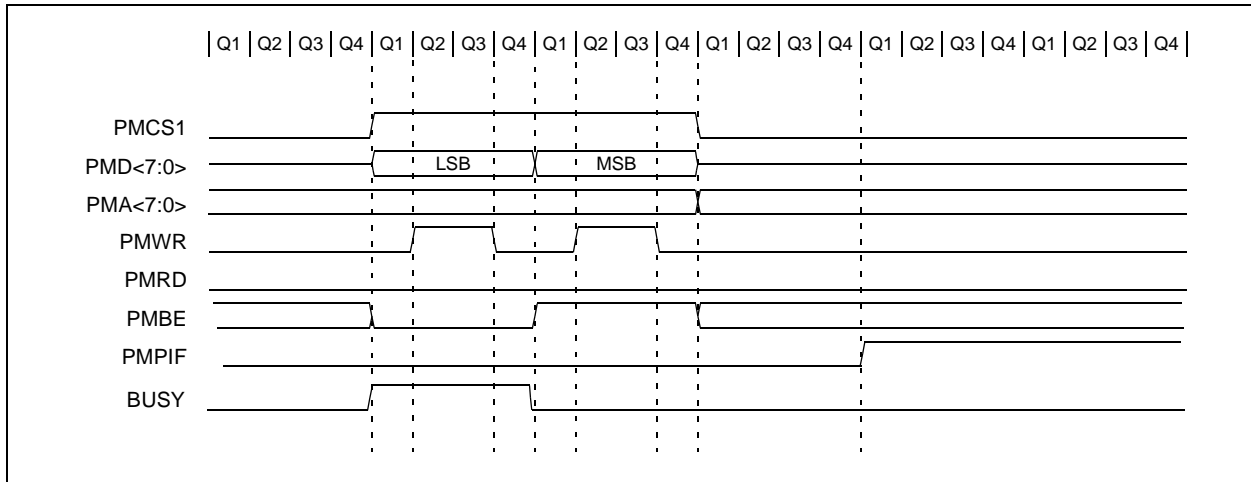 Q1 Q2 Q3 Q4 Q1 Q2 Q3 Q4 Q1 Q2 Q3 Q4 Q1 Q2 Q3 Q4 Q1 Q2 Q3 Q4 Q1 Q2 Q3 Q4
PMCS1
PMD<7:0> LSB MSB
PMA<7:0>
PMWR
PMRD
PMBE
PMPIF
BUSY